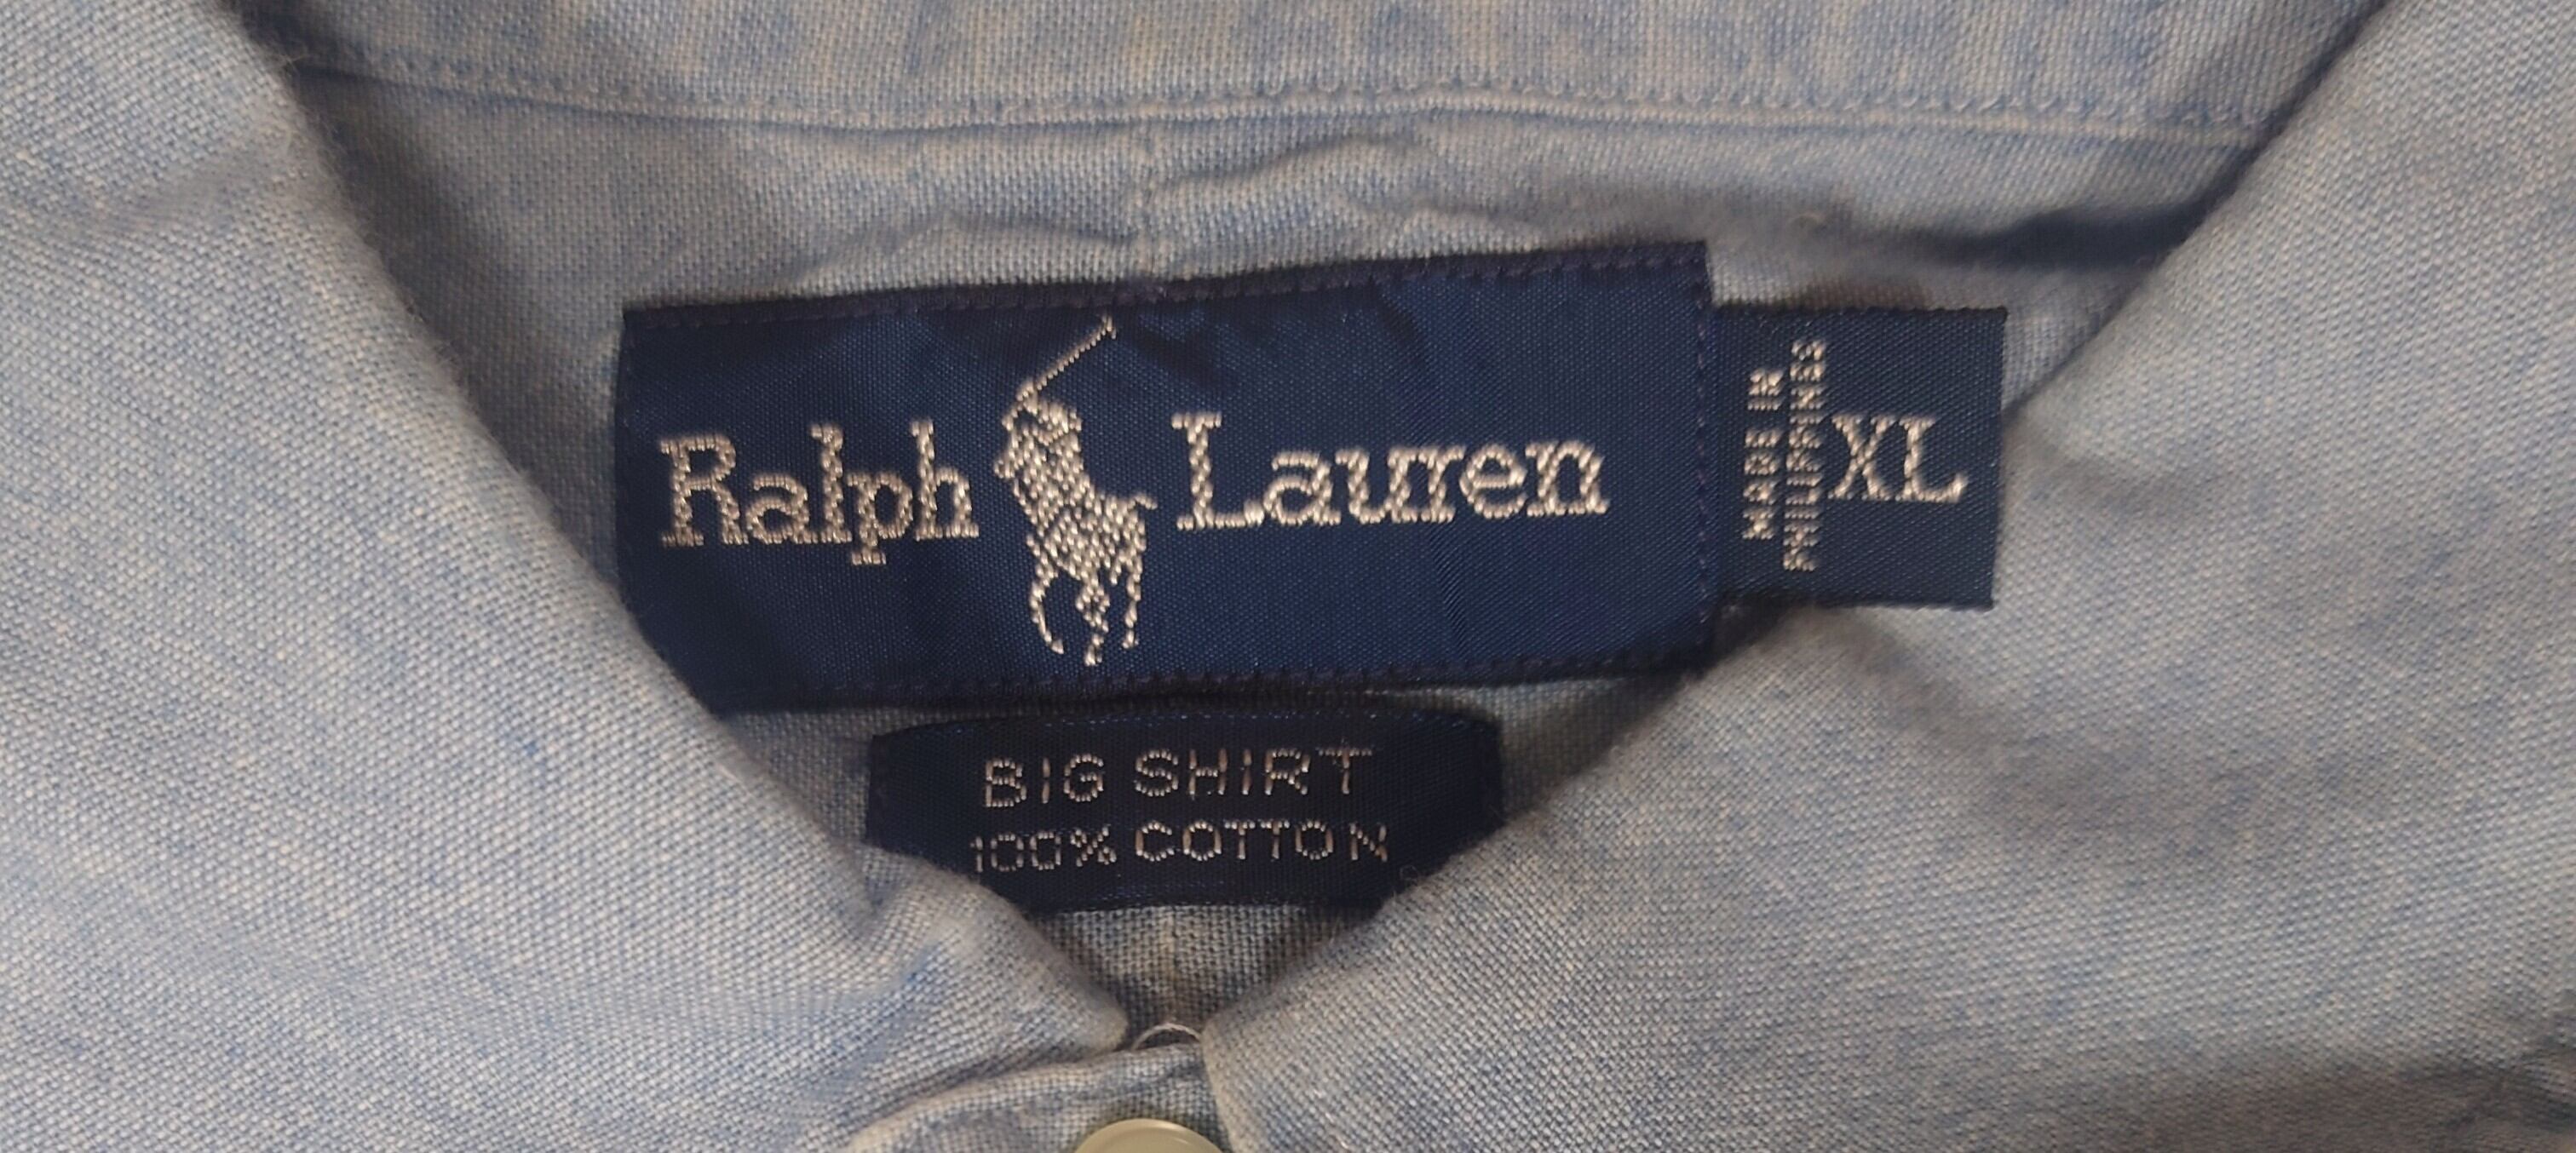 Ralph Lauren
MADE IN
PHILIPPINES
XL
BIG SHIRT
100% COTTON